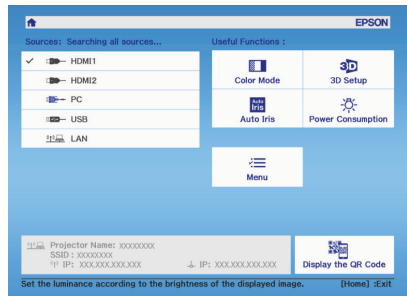 EPSON
Sources: Searching all sources...
HDMI1
HDMI2
PC
USB
LAN
Useful Functions :
Color Mode
3D
3D Setup
Auto
Iris
Auto Iris
Power Consumption
Menu
Projector Name: XXXXXXXX
SSID : XXXXXXXX
IP: XXX.XXX.XXX.XXX
IP: XXX.XXX.XXX.XXX
Display the QR Code
Set the luminance according to the brightness of the displayed image.
[Home] :Exit